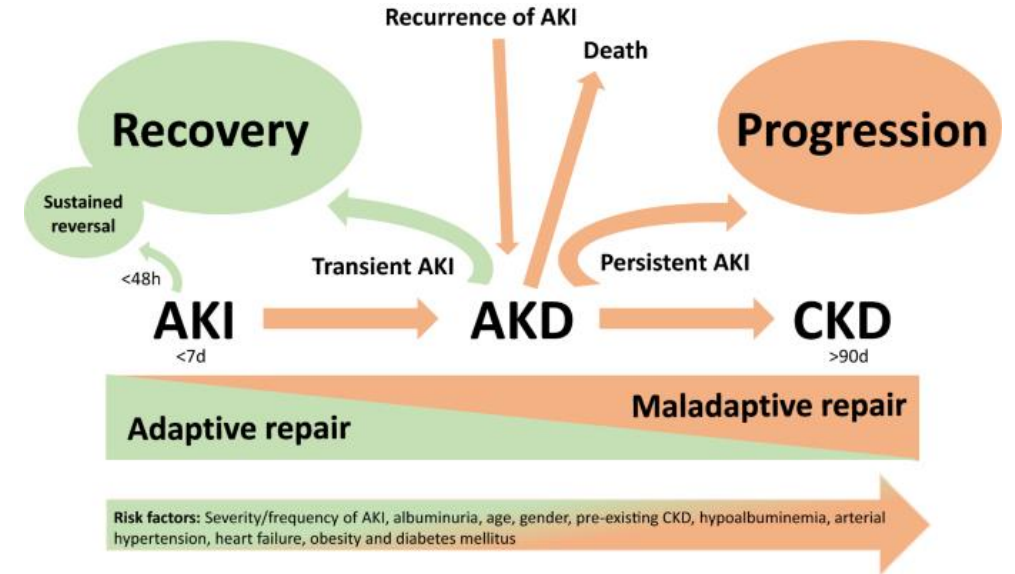 Recurrence of AKI
Death
Recovery
Progression
Sustained
reversal
Transient AKI
Persistent AKI
<48h
AKI
AKD
CKD
<7d
>90d
Maladaptive repair
Adaptive repair
Risk factors: Severity/frequency of AKI, albuminuria, age, gender, pre-existing CKD, hypoalbuminemia, arterial
hypertension, heart failure, obesity and diabetes mellitus